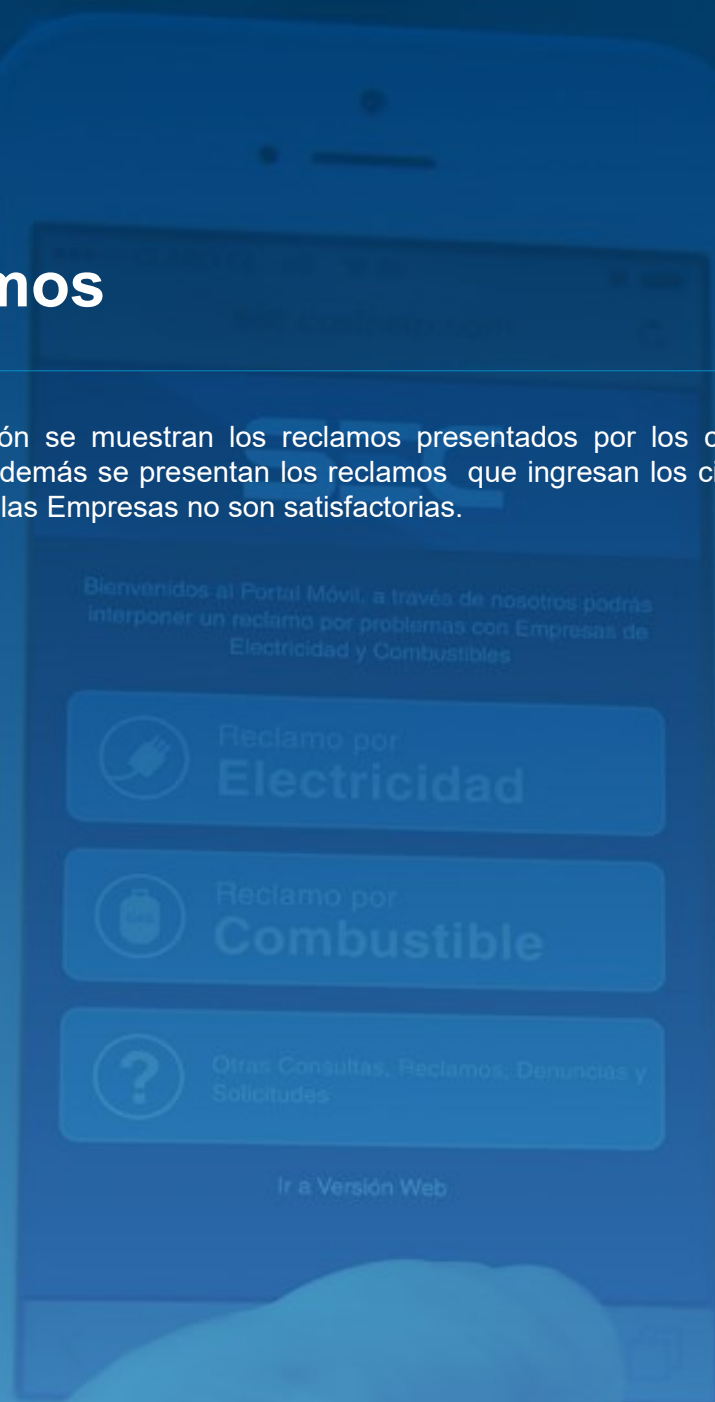 mos
ón se muestran los reclamos presentados por los c
demás se presentan los reclamos que ingresan los ci
las Empresas no son satisfactorias.
SEC
Bienvenidos al Portal Móvil, a través de nosotros podrás
interponer un reclamo por problemas con Empresas de
Electricidad y Combustibles
Reclamo por
Electricidad
Reclamo por
Combustible
?
Otras Consultas, Reclamos, Denuncias y
Solicitudes
Ir a Versión Web